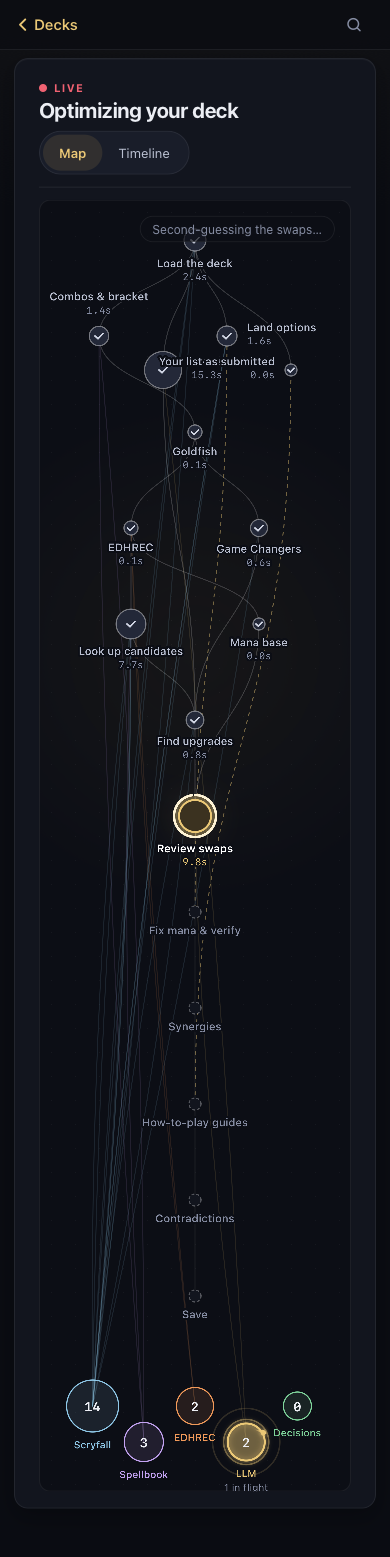 Decks
LIVE
Optimizing your deck
Map
Timeline
Second-guessing the swaps...
Load the deck
2.4s
Combos & bracket
1.4s
Land options
1.6s
Your list as submitted
15.3s
0.0s
Goldfish
0.1s
EDHREC
0.1s
Game Changers
0.6s
Look up candidates
7.7s
Mana base
0.0s
Find upgrades
0.8s
Review swaps
9.8s
Fix mana & verify
Synergies
How-to-play guides
Contradictions
Save
14
Scryfall
3
Spellbook
2
EDHREC
2
LLM
1 in flight
0
Decisions